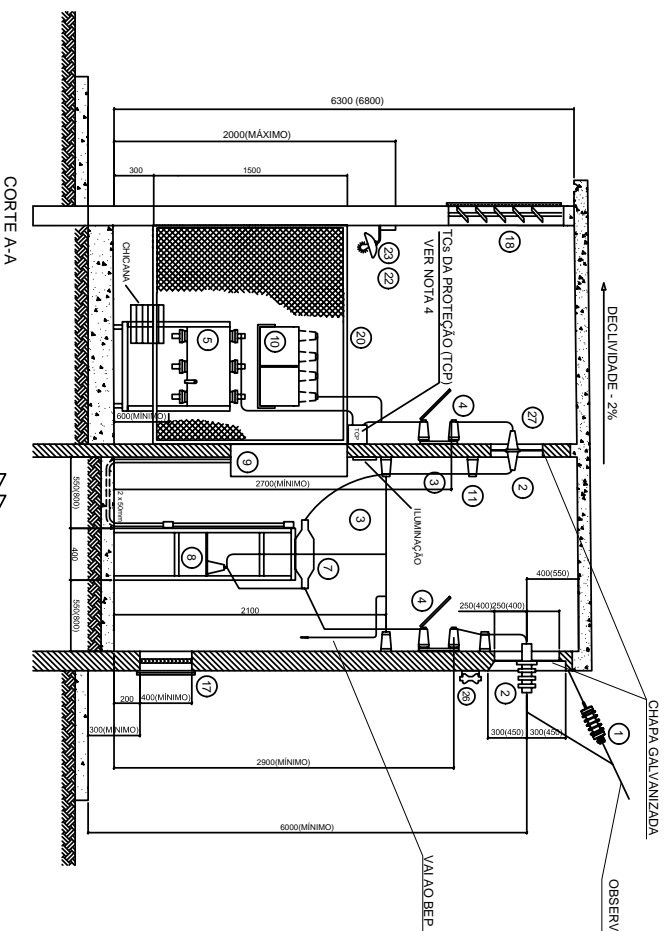 6300 (6800)
2000(MÁXIMO)
300
1500
DECLIVIDADE - 2%
CHAPA GALVANIZADA
OBSERV
TCs DA PROTEÇÃO (TCP)
VER NOTA 4
CHICANA
TCP
ILUMINAÇÃO
18
23
22
20
10
5
4
27
2
11
3
3
9
7
8
4
2
26
17
1
600(MÍNIMO)
2700(MÍNIMO)
2 x 50mm
550(800)
400
550(800)
2100
400(550)
250(400)
250(400)
300(450)
300(450)
200
400(MÍNIMO)
300(MÍNIMO)
2900(MÍNIMO)
6000(MÍNIMO)
VAI AO BEP
CORTE A-A